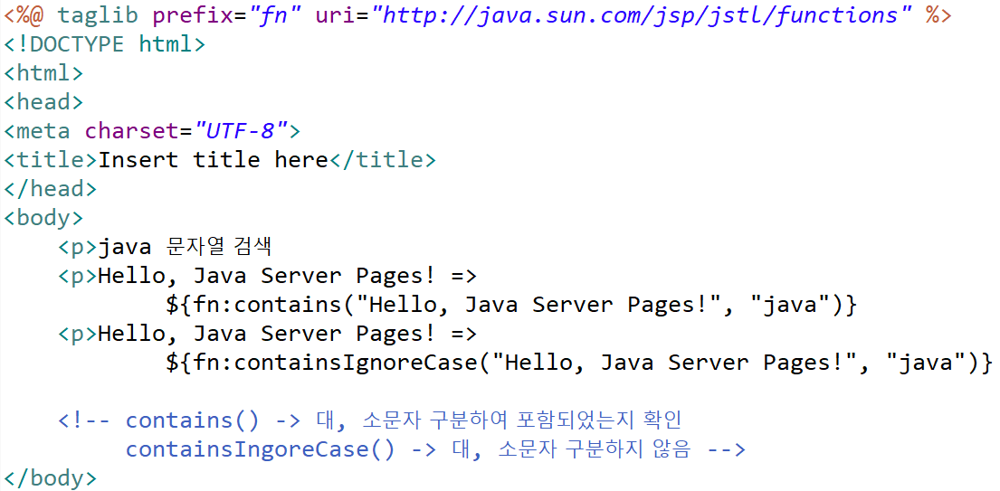 <%@ taglib prefix="fn" uri="http://java.sun.com/jsp/jstl/functions" %>
<!DOCTYPE html>
<html>
<head>
<meta charset="UTF-8">
<title>Insert title here</title>
</head>
<body>
    <p>java 문자열 검색
    <p>Hello, Java Server Pages! =>
            ${fn:contains("Hello, Java Server Pages!", "java")}
    <p>Hello, Java Server Pages! =>
            ${fn:containsIgnoreCase("Hello, Java Server Pages!", "java")}
    <!-- contains() -> 대, 소문자 구분하여 포함되었는지 확인
         containsIngoreCase() -> 대, 소문자 구분하지 않음 -->
</body>